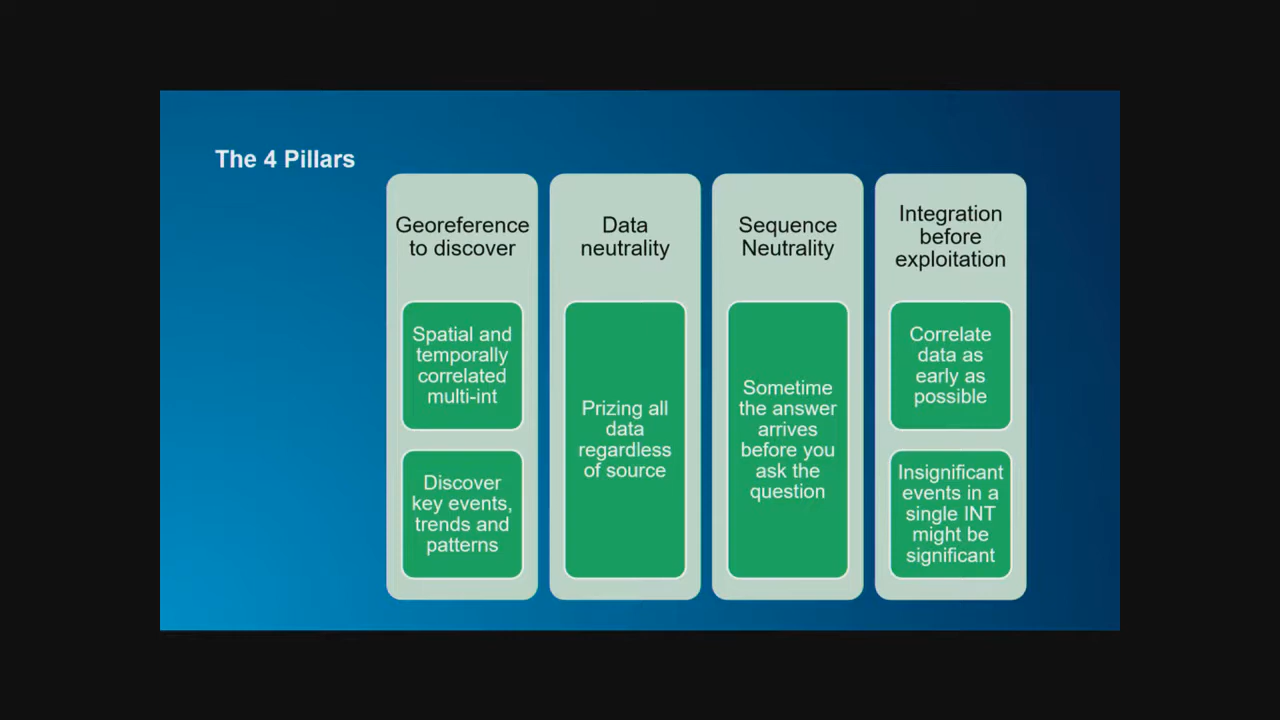 The 4 Pillars
Georeference
to discover
Spatial and
temporally
correlated
multi-int
Discover
key events,
trends and
patterns
Data
neutrality
Prizing all
data
regardless
of source
Sequence
Neutrality
Sometime
the answer
arrives
before you
ask the
question
Integration
before
exploitation
Correlate
data as
early as
possible
Insignificant
events in a
single INT
might be
significant